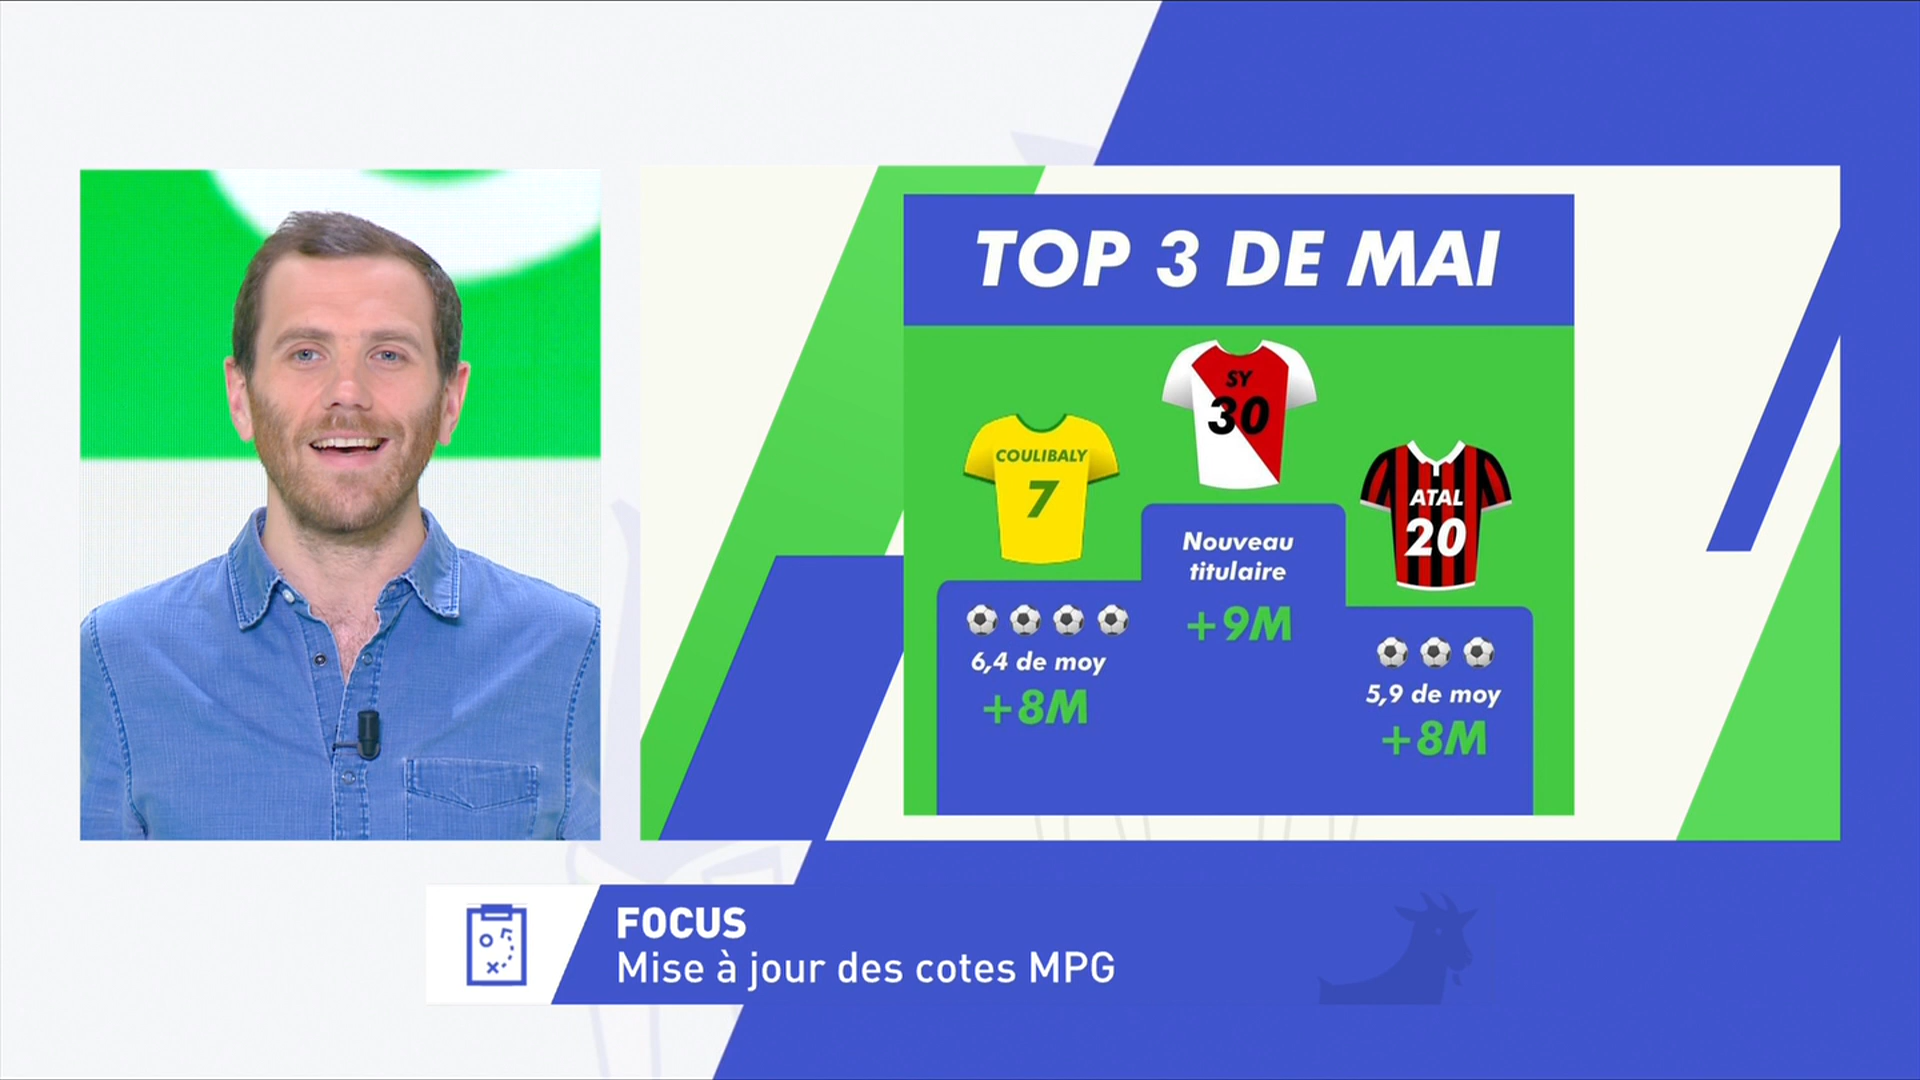 TOP 3 DE MAI
SY
30
COULIBALY
7
ATAL
20
Nouveau
titulaire
+9M
6,4 de moy
+8M
5,9 de moy
+8M
FOCUS
Mise à jour des cotes MPG